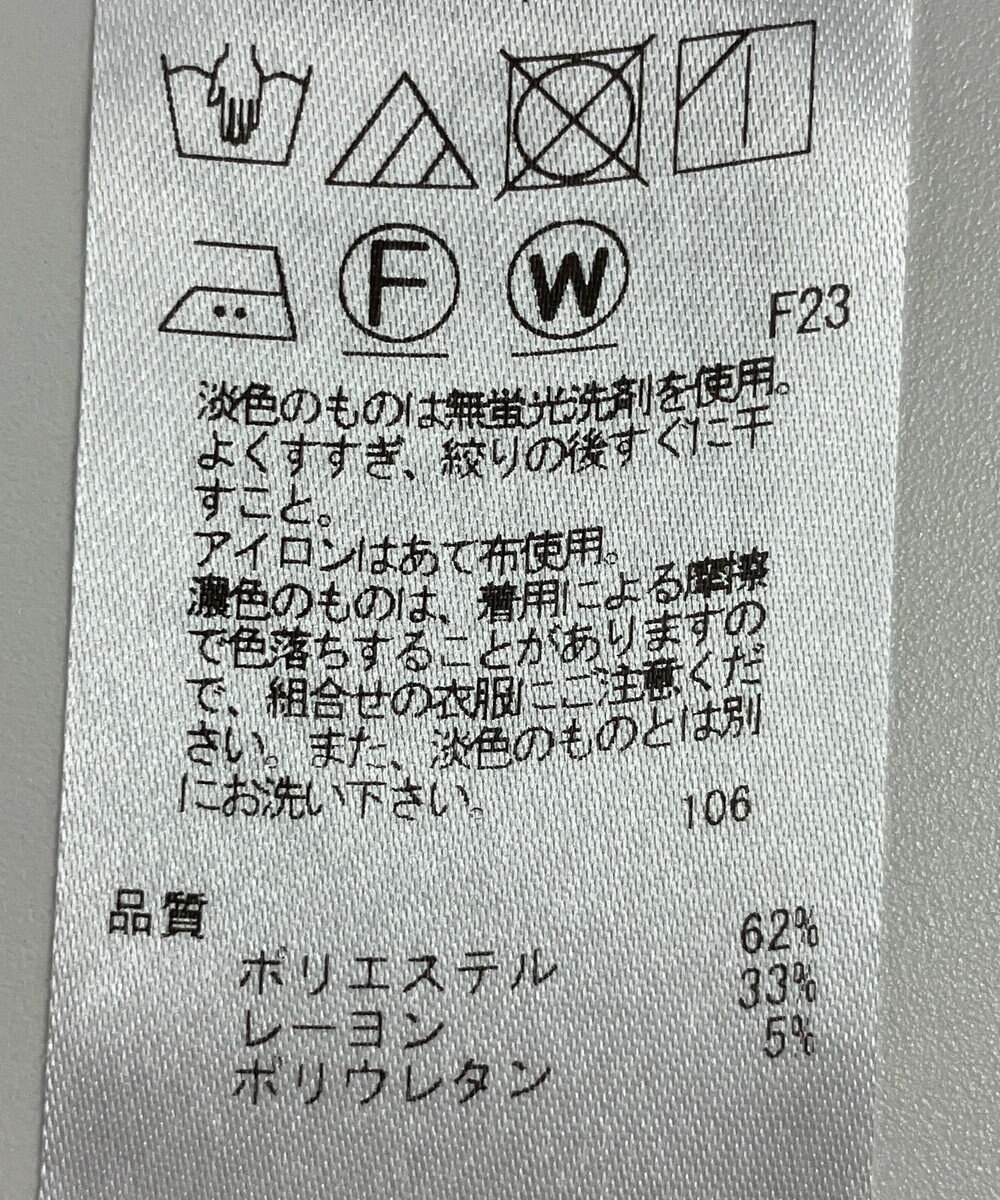 F
W
F23
淡色のものは無蛍光洗剤を使用。
よくすすぎ、絞りの後すぐに干
すこと。
アイロンはあて布使用。
濃色のものは、着用による摩擦
で色落ちすることがありますの
で、組合せの衣服にご注意くだ
さい。また、淡色のものとは別
にお洗い下さい。
106
品質
ポリエステル 62%
レーヨン 33%
ポリウレタン 5%